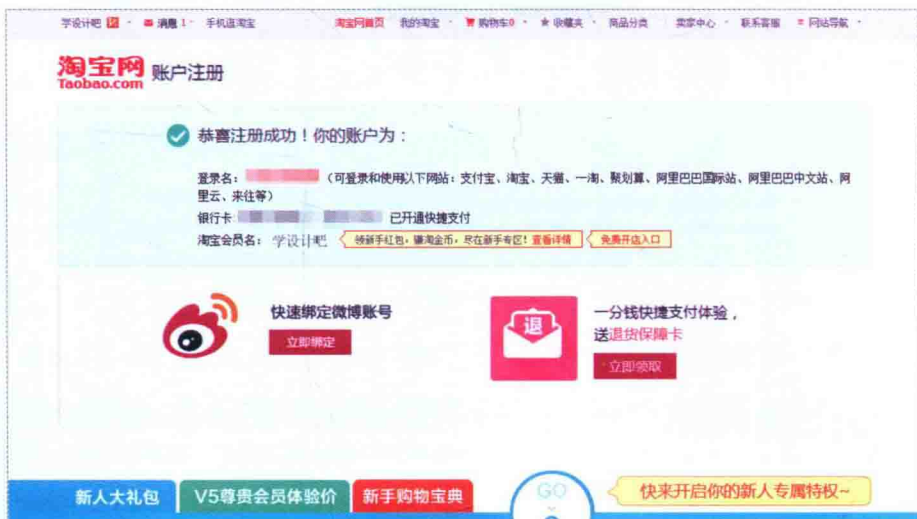 学设计吧 消息 1 手机逛淘宝 淘宝网首页 我的淘宝 购物车0 收藏夹 商品分类 卖家中心 联系客服 网站导航
淘宝网 账户注册
Taobao.com
恭喜注册成功！你的账户为：
登录名： （可登录和使用以下网站：支付宝、淘宝、天猫、一淘、聚划算、阿里巴巴国际站、阿里巴巴中文站、阿
里云、来往等）
银行卡 已开通快捷支付
淘宝会员名： 学设计吧 领新手红包，赚淘金币，尽在新手专区！查看详情 免费开店入口
快速绑定微博账号
立即绑定
退
一分钱快捷支付体验，
送退货保障卡
立即领取
新人大礼包 V5尊贵会员体验价 新手购物宝典 GO 快来开启你的新人专属特权~